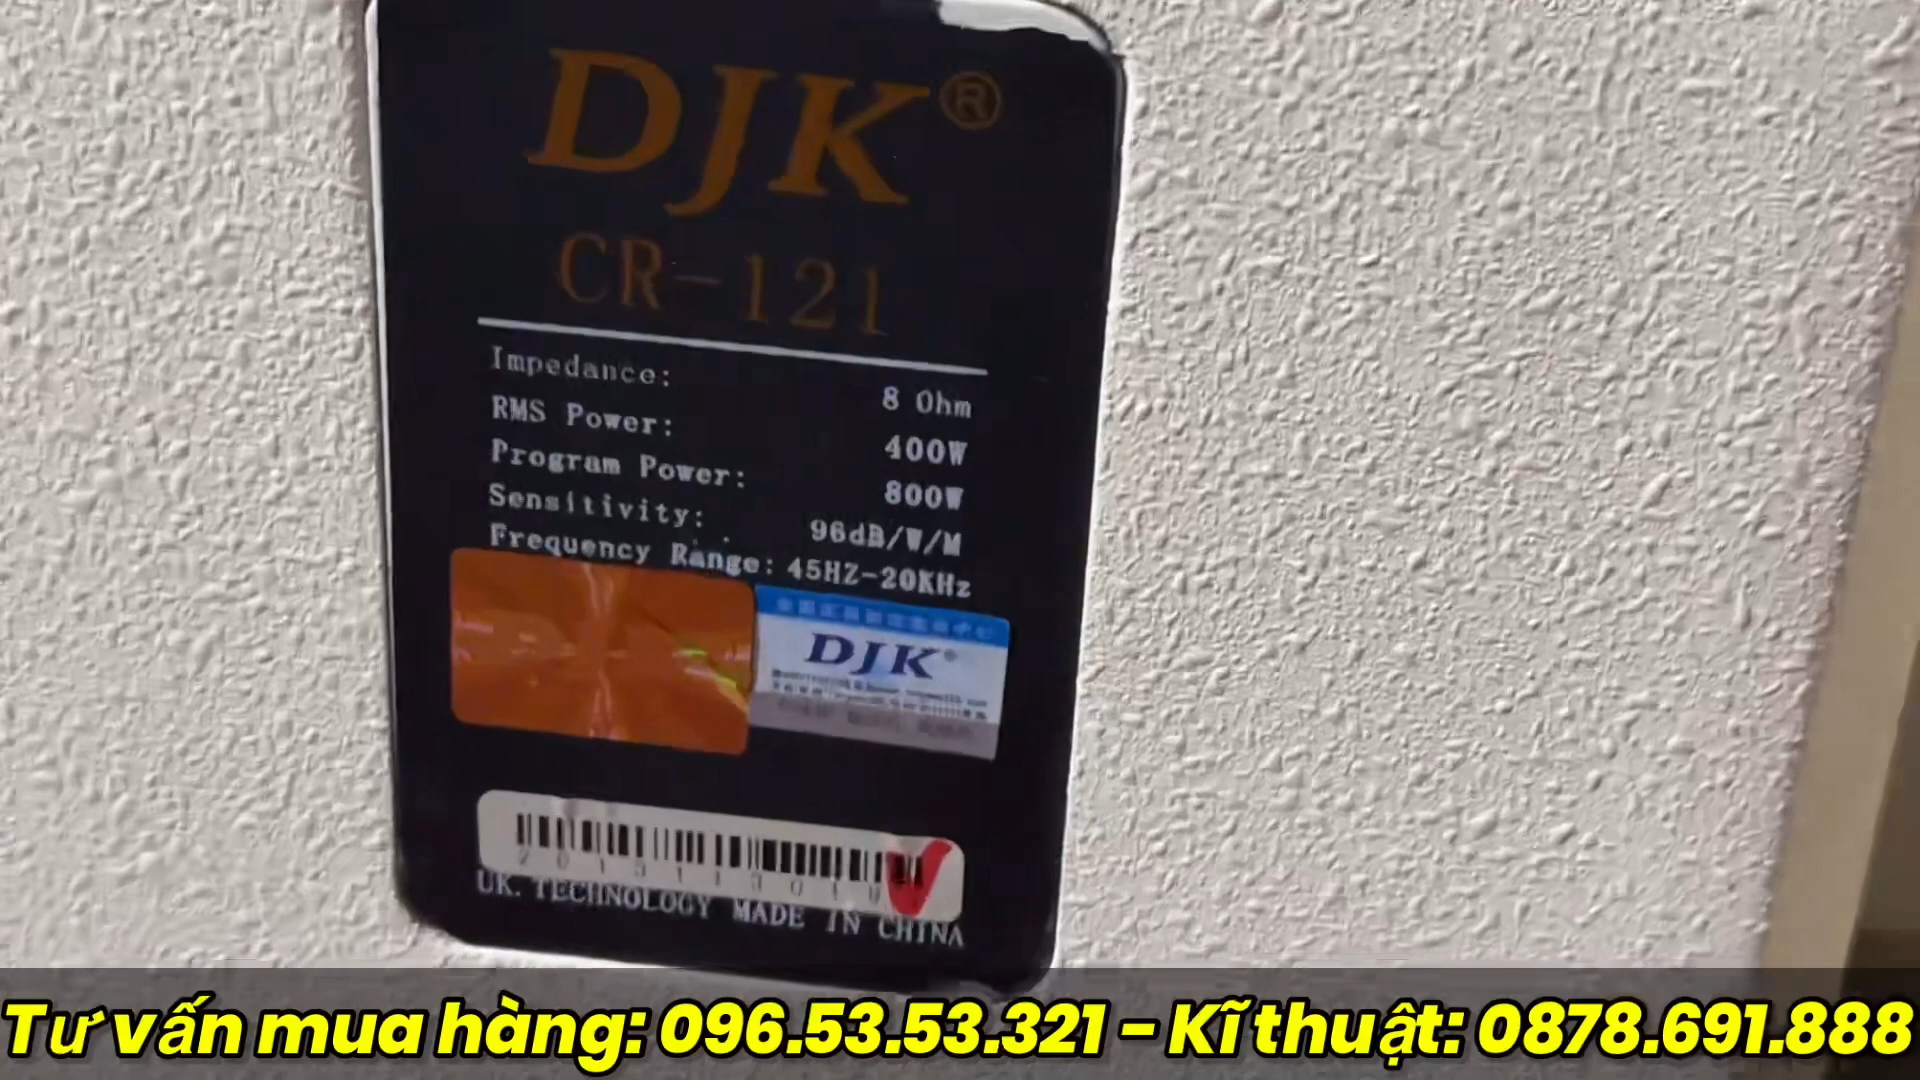 DJK®
CR-121
Impedance: 8 Ohm
RMS Power: 400W
Program Power: 800W
Sensitivity: 96dB/W/M
Frequency Range: 45HZ-20KHz
DJK
UK. TECHNOLOGY MADE IN CHINA
Tư vấn mua hàng: 096.53.53.321 - Kĩ thuật: 0878.691.888